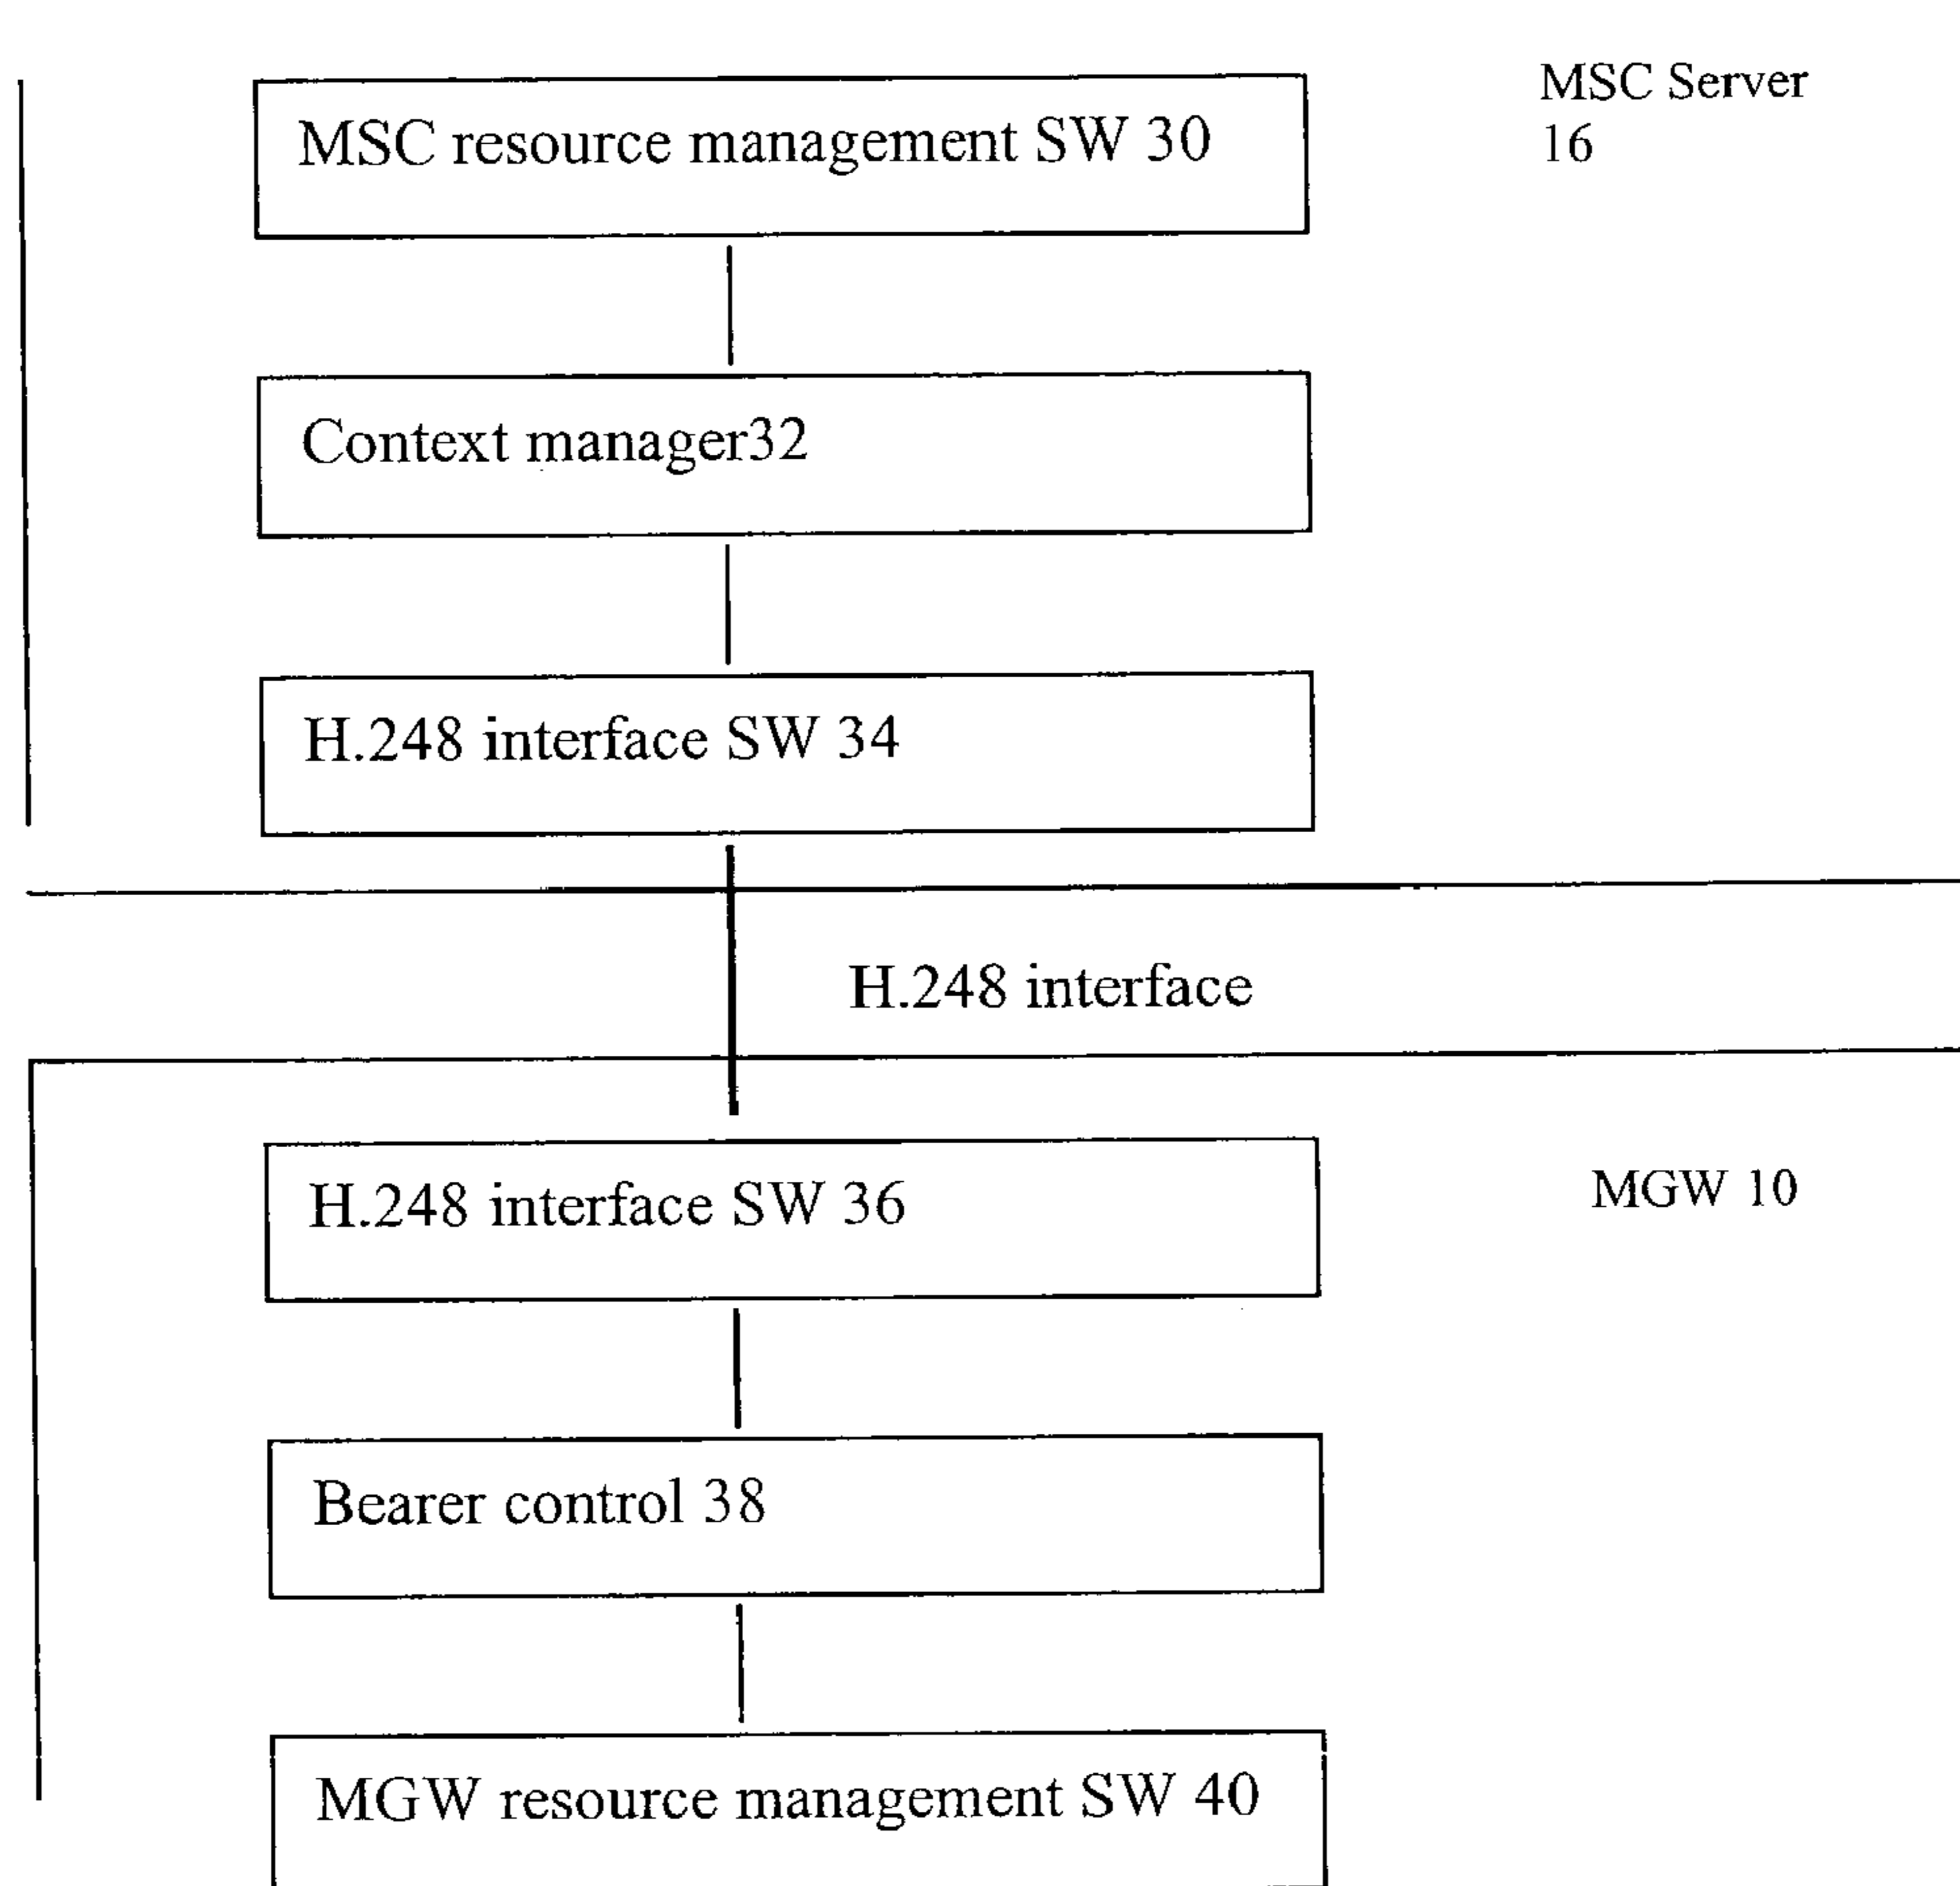 MSC Server
16
MSC resource management SW 30
Context manager32
H.248 interface SW 34
H.248 interface
H.248 interface SW 36
MGW 10
Bearer control 38
MGW resource management SW 40